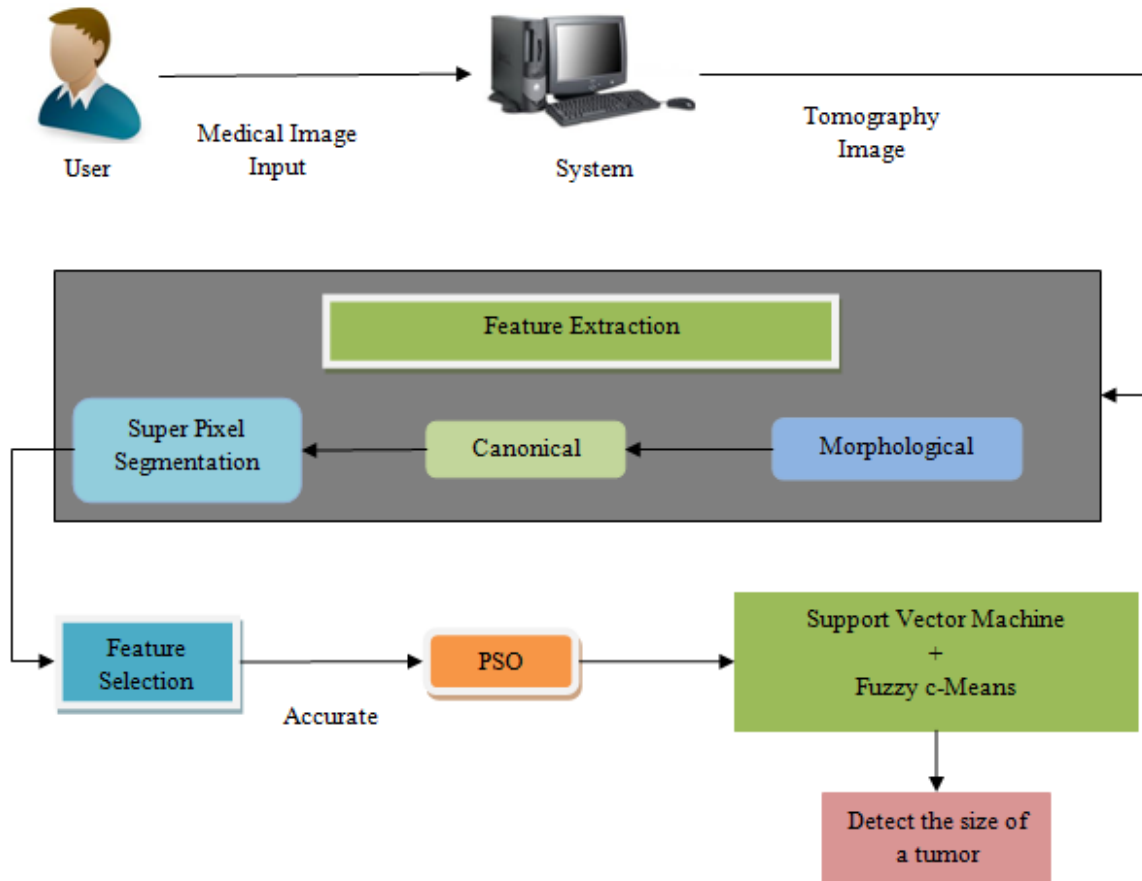 User
Medical Image
Input
System
Tomography
Image
Feature Extraction
Super Pixel
Segmentation
Canonical
Morphological
Feature
Selection
Accurate
PSO
Support Vector Machine
+
Fuzzy c-Means
Detect the size of
a tumor